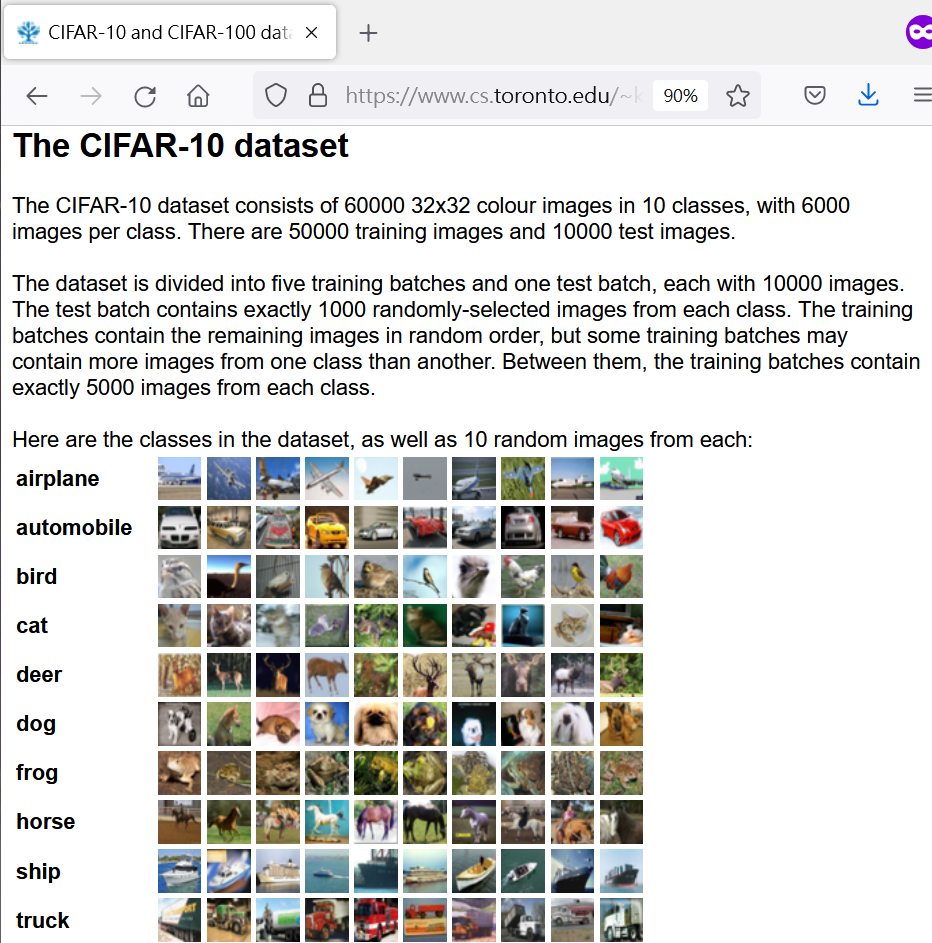 CIFAR-10 and CIFAR-100 dat
https://www.cs.toronto.edu/~k
90%
The CIFAR-10 dataset
The CIFAR-10 dataset consists of 60000 32x32 colour images in 10 classes, with 6000
images per class. There are 50000 training images and 10000 test images.
The dataset is divided into five training batches and one test batch, each with 10000 images.
The test batch contains exactly 1000 randomly-selected images from each class. The training
batches contain the remaining images in random order, but some training batches may
contain more images from one class than another. Between them, the training batches contain
exactly 5000 images from each class.
Here are the classes in the dataset, as well as 10 random images from each:
airplane
automobile
bird
cat
deer
dog
frog
horse
ship
truck